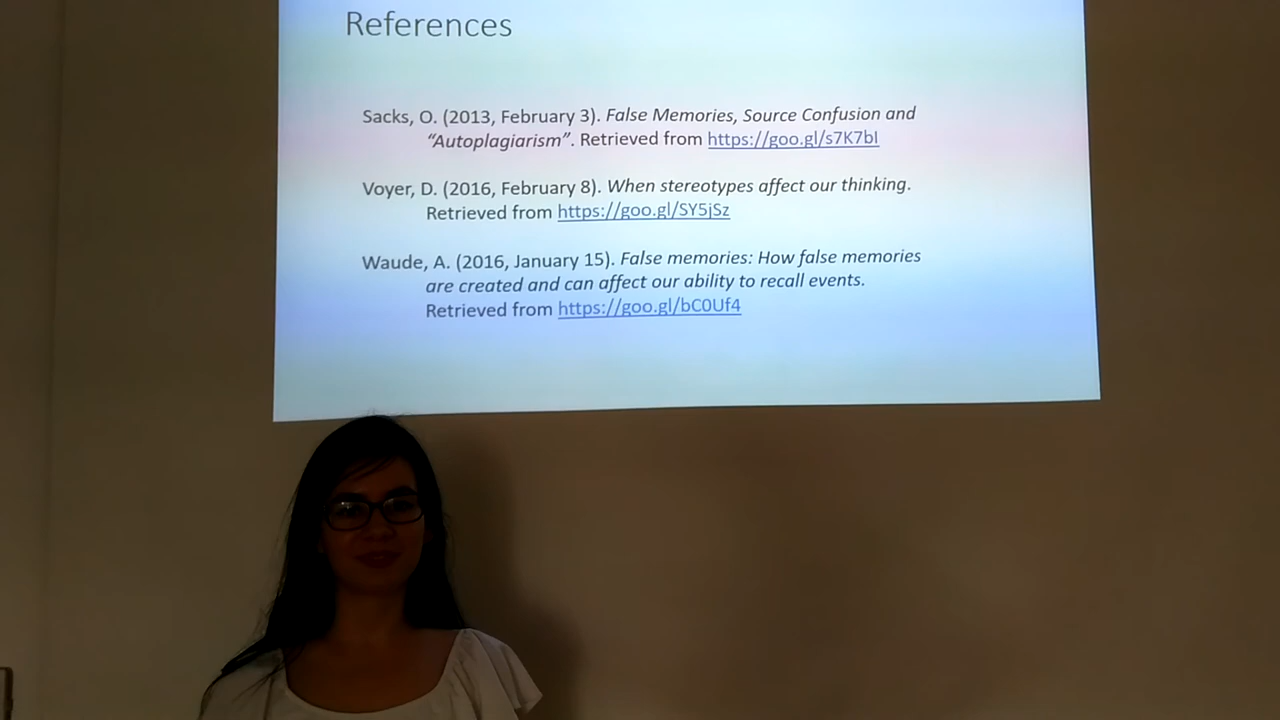 References
Sacks, O. (2013, February 3). False Memories, Source Confusion and
“Autoplagiarism”. Retrieved from https://goo.gl/s7K7bI
Voyer, D. (2016, February 8). When stereotypes affect our thinking.
Retrieved from https://goo.gl/SY5jSz
Waude, A. (2016, January 15). False memories: How false memories
are created and can affect our ability to recall events.
Retrieved from https://goo.gl/bC0Uf4